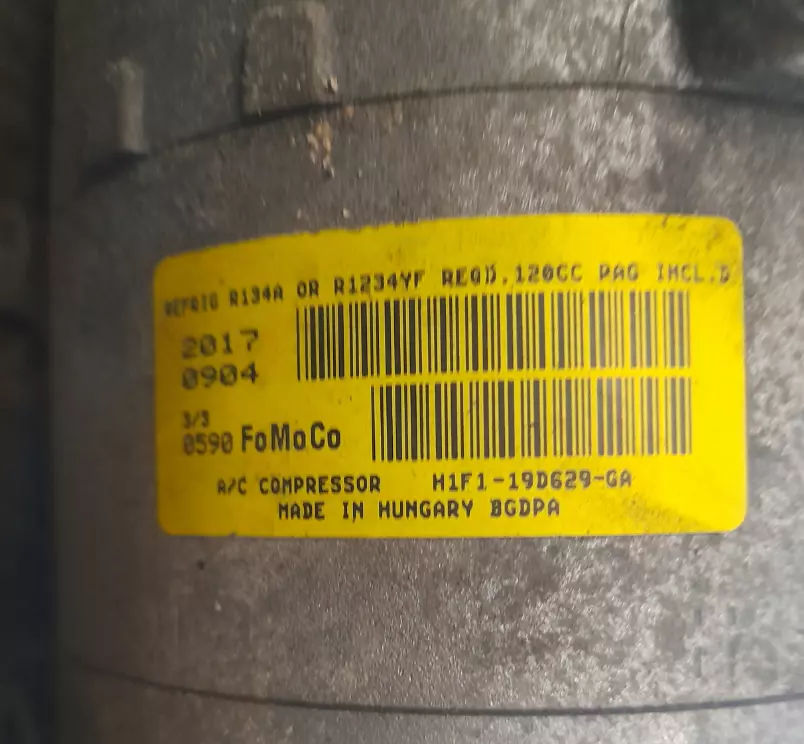 REFRIG R134A OR R1234YF REQD. 120CC PAG INCL.D
2017
0904
3/3
0590 FoMoCo
A/C COMPRESSOR H1F1-19D629-GA
MADE IN HUNGARY BGDPA